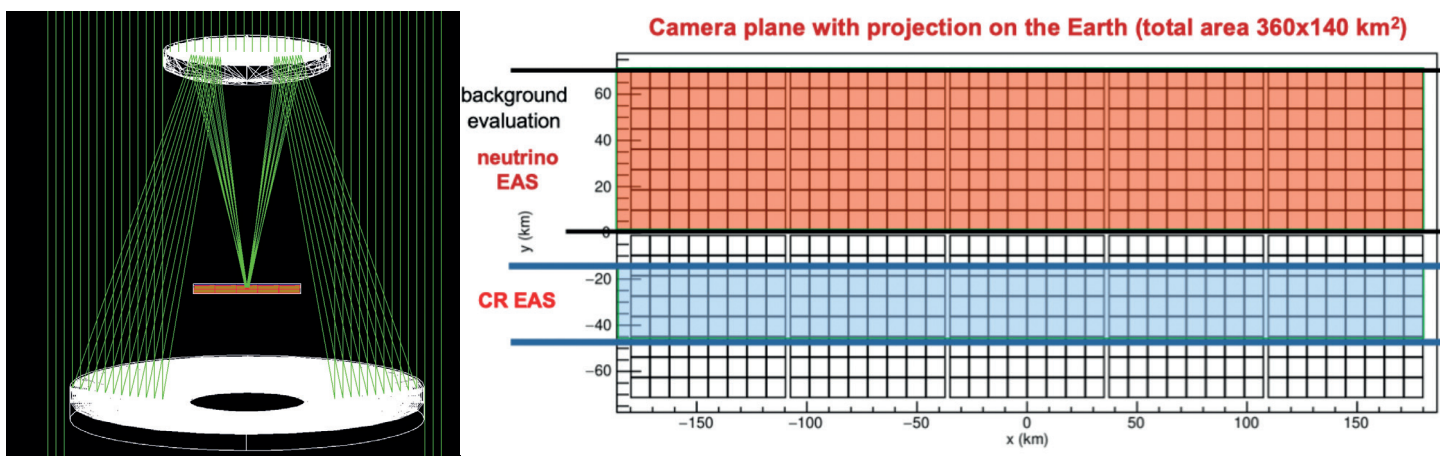 Camera plane with projection on the Earth (total area 360x140 km²)
background
evaluation
neutrino
EAS
CR EAS
y (km)
60
40
20
0
−20
−40
−60
−150
−100
−50
0
50
100
150
x (km)